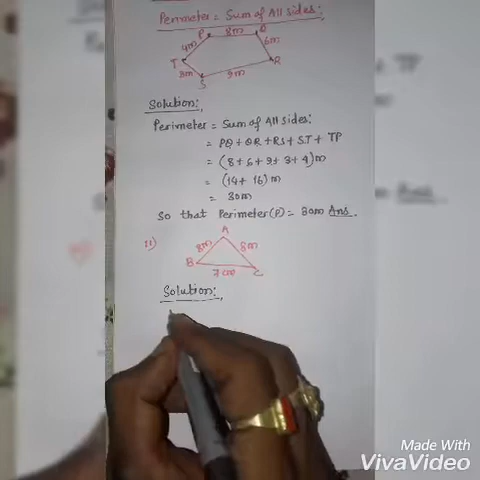 Perimeter = Sum of All sides:
P 8m Q
4m 6m
T R
3m 9m
S
Solution:
Perimeter = Sum of All sides:
= PQ + QR + RS + ST + TP
= (8+6+9+3+4)m
= (14+16)m
= 30m
So that Perimeter(P) = 30m Ans.
II) A
8m 8m
B C
7cm
Solution:
Made With
VivaVideo